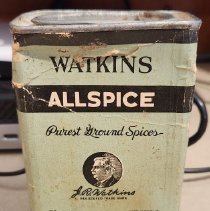 WATKINS
ALLSPICE
Purest Ground Spices
J.R. Watkins